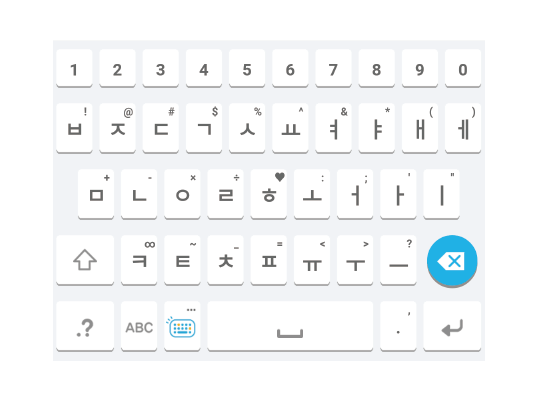 1 2 3 4 5 6 7 8 9 0
! @ # $ % ^ & * ( )
ㅂ ㅈ ㄷ ㄱ ㅅ ㅛ ㅕ ㅑ ㅐ ㅔ
+ - × ÷ ♥ : ; ' "
ㅁ ㄴ ㅇ ㄹ ㅎ ㅗ ㅓ ㅏ ㅣ
∞ ~ _ = < > ?
ㅋ ㅌ ㅊ ㅍ ㅠ ㅜ ㅡ
... '
.? ABC .